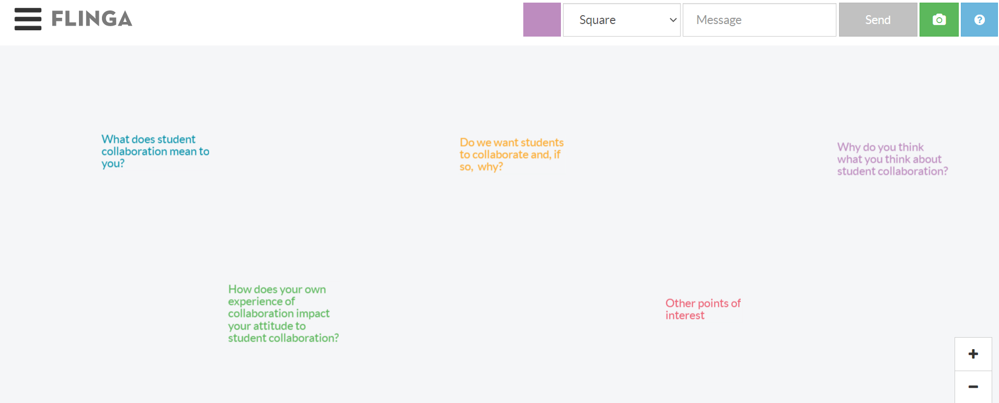 FLINGA
Square
Message
Send
What does student
collaboration mean to
you?
Do we want students
to collaborate and, if
so, why?
Why do you think
what you think about
student collaboration?
How does your own
experience of
collaboration impact
your attitude to
student collaboration?
Other points of
interest